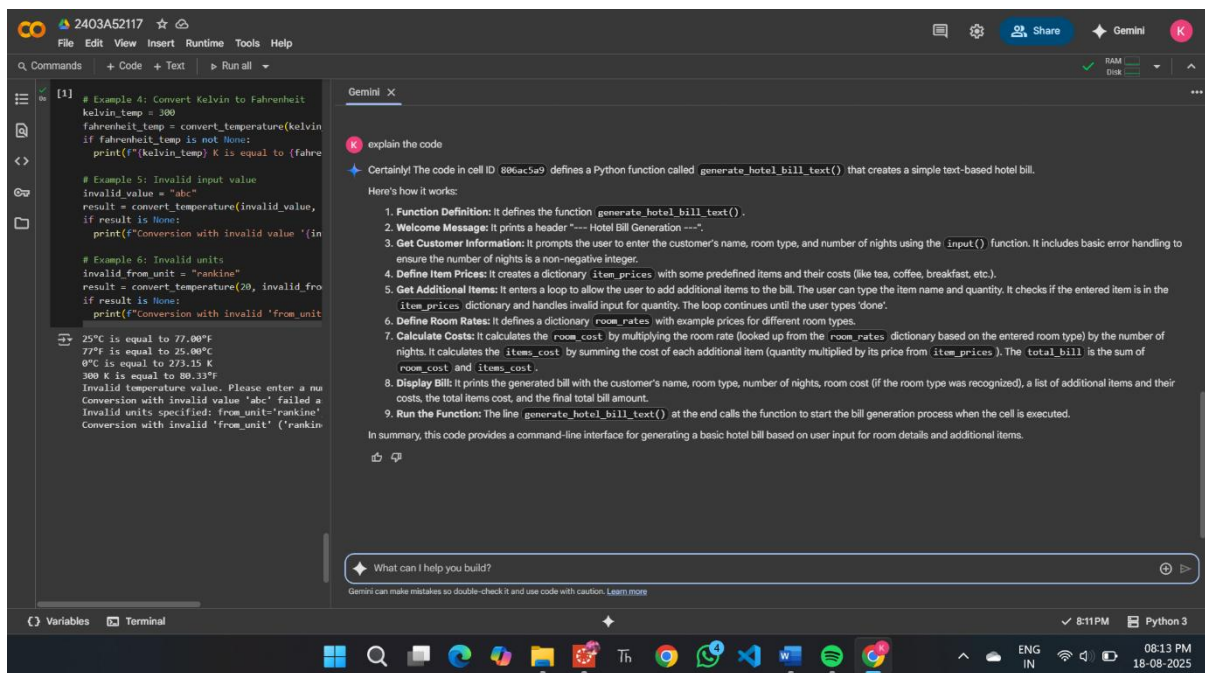 2403A52117
File Edit View Insert Runtime Tools Help
Share
Gemini
K
Commands + Code + Text Run all
RAM
Disk
[1]
0s
# Example 4: Convert Kelvin to Fahrenheit
kelvin_temp = 300
fahrenheit_temp = convert_temperature(kelvin
if fahrenheit_temp is not None:
print(f"{kelvin_temp} K is equal to {fahre
# Example 5: Invalid input value
invalid_value = "abc"
result = convert_temperature(invalid_value,
if result is None:
print(f"Conversion with invalid value '{in
# Example 6: Invalid units
invalid_from_unit = "rankine"
result = convert_temperature(20, invalid_fro
if result is None:
print(f"Conversion with invalid 'from_unit
25°C is equal to 77.00°F
77°F is equal to 25.00°C
0°C is equal to 273.15 K
300 K is equal to 80.33°F
Invalid temperature value. Please enter a nu
Conversion with invalid value 'abc' failed a
Invalid units specified: from_unit='rankine'
Conversion with invalid 'from_unit' ('rankin
Gemini
K explain the code
Certainly! The code in cell ID 806ac5a9 defines a Python function called generate_hotel_bill_text() that creates a simple text-based hotel bill.
Here's how it works:
1. Function Definition: It defines the function generate_hotel_bill_text().
2. Welcome Message: It prints a header "--- Hotel Bill Generation ---".
3. Get Customer Information: It prompts the user to enter the customer's name, room type, and number of nights using the input() function. It includes basic error handling to
ensure the number of nights is a non-negative integer.
4. Define Item Prices: It creates a dictionary item_prices with some predefined items and their costs (like tea, coffee, breakfast, etc.).
5. Get Additional Items: It enters a loop to allow the user to add additional items to the bill. The user can type the item name and quantity. It checks if the entered item is in the
item_prices dictionary and handles invalid input for quantity. The loop continues until the user types 'done'.
6. Define Room Rates: It defines a dictionary room_rates with example prices for different room types.
7. Calculate Costs: It calculates the room_cost by multiplying the room rate (looked up from the room_rates dictionary based on the entered room type) by the number of
nights. It calculates the items_cost by summing the cost of each additional item (quantity multiplied by its price from item_prices). The total_bill is the sum of
room_cost and items_cost.
8. Display Bill: It prints the generated bill with the customer's name, room type, number of nights, room cost (if the room type was recognized), a list of additional items and their
costs, the total items cost, and the final total bill amount.
9. Run the Function: The line generate_hotel_bill_text() at the end calls the function to start the bill generation process when the cell is executed.
In summary, this code provides a command-line interface for generating a basic hotel bill based on user input for room details and additional items.
What can I help you build?
Gemini can make mistakes so double-check it and use code with caution. Learn more
Variables Terminal
8:11 PM Python 3
4
ENG
IN
08:13 PM
18-08-2025